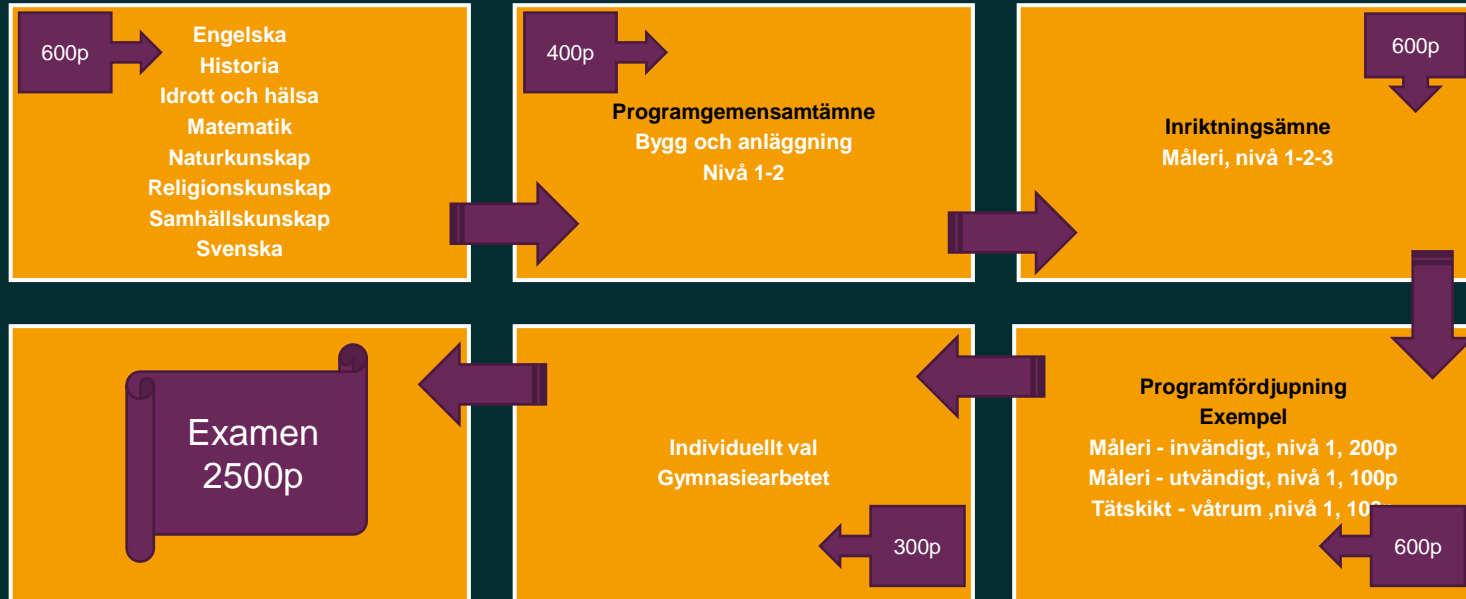 600p
Engelska
Historia
Idrott och hälsa
Matematik
Naturkunskap
Religionskunskap
Samhällskunskap
Svenska
400p
Programgemensamtämne
Bygg och anläggning
Nivå 1-2
600p
Inriktningsämne
Måleri, nivå 1-2-3
Programfördjupning
Exempel
Måleri - invändigt, nivå 1, 200p
Måleri - utvändigt, nivå 1, 100p
Tätskikt - våtrum ,nivå 1,
600p
Individuellt val
Gymnasiearbetet
300p
Examen
2500p